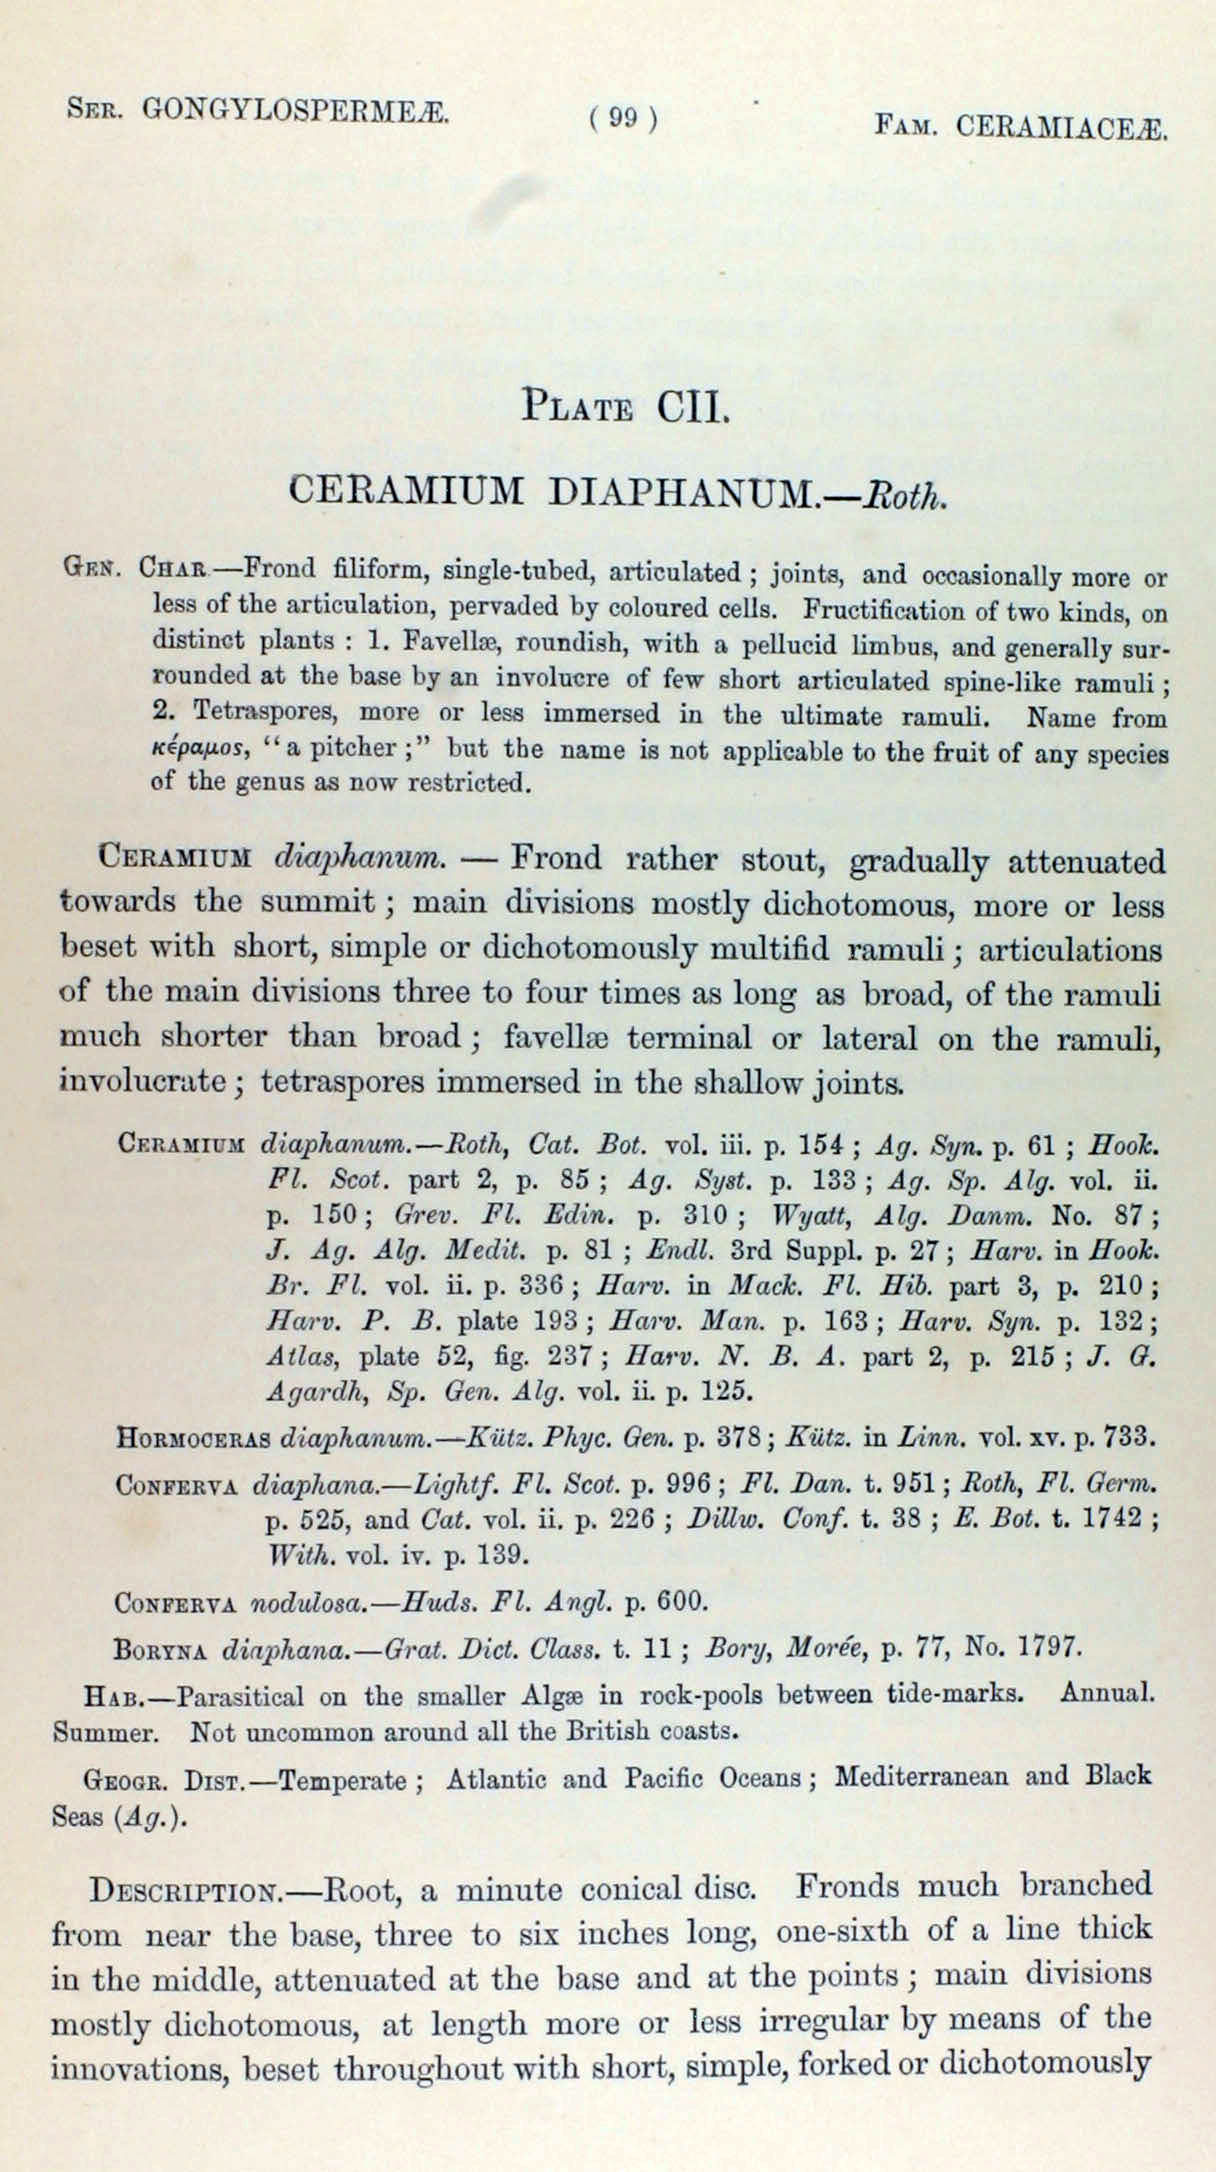 SER. GONGYLOSPERMEÆ. ( 99 ) FAM. CERAMIACEÆ.
PLATE CII.
CERAMIUM DIAPHANUM.—Roth.
GEN. CHAR.—Frond filiform, single-tubed, articulated ; joints, and occasionally more or
less of the articulation, pervaded by coloured cells. Fructification of two kinds, on
distinct plants : 1. Favellæ, roundish, with a pellucid limbus, and generally sur-
rounded at the base by an involucre of few short articulated spine-like ramuli ;
2. Tetraspores, more or less immersed in the ultimate ramuli. Name from
κέραμος, “a pitcher ;” but the name is not applicable to the fruit of any species
of the genus as now restricted.
CERAMIUM diaphanum. — Frond rather stout, gradually attenuated
towards the summit ; main divisions mostly dichotomous, more or less
beset with short, simple or dichotomously multifid ramuli ; articulations
of the main divisions three to four times as long as broad, of the ramuli
much shorter than broad ; favellæ terminal or lateral on the ramuli,
involucrate ; tetraspores immersed in the shallow joints.
CERAMIUM diaphanum.—Roth, Cat. Bot. vol. iii. p. 154 ; Ag. Syn. p. 61 ; Hook.
Fl. Scot. part 2, p. 85 ; Ag. Syst. p. 133 ; Ag. Sp. Alg. vol. ii.
p. 150 ; Grev. Fl. Edin. p. 310 ; Wyatt, Alg. Danm. No. 87 ;
J. Ag. Alg. Medit. p. 81 ; Endl. 3rd Suppl. p. 27 ; Harv. in Hook.
Br. Fl. vol. ii. p. 336 ; Harv. in Mack. Fl. Hib. part 3, p. 210 ;
Harv. P. B. plate 193 ; Harv. Man. p. 163 ; Harv. Syn. p. 132 ;
Atlas, plate 52, fig. 237 ; Harv. N. B. A. part 2, p. 215 ; J. G.
Agardh, Sp. Gen. Alg. vol. ii. p. 125.
HORMOCERAS diaphanum.—Kütz. Phyc. Gen. p. 378 ; Kütz. in Linn. vol. xv. p. 733.
CONFERVA diaphana.—Lightf. Fl. Scot. p. 996 ; Fl. Dan. t. 951 ; Roth, Fl. Germ.
p. 525, and Cat. vol. ii. p. 226 ; Dillw. Conf. t. 38 ; E. Bot. t. 1742 ;
With. vol. iv. p. 139.
CONFERVA nodulosa.—Huds. Fl. Angl. p. 600.
BORYNA diaphana.—Grat. Dict. Class. t. 11 ; Bory, Morée, p. 77, No. 1797.
HAB.—Parasitical on the smaller Algæ in rock-pools between tide-marks. Annual.
Summer. Not uncommon around all the British coasts.
GEOGR. DIST.—Temperate ; Atlantic and Pacific Oceans ; Mediterranean and Black
Seas (Ag.).
DESCRIPTION.—Root, a minute conical disc. Fronds much branched
from near the base, three to six inches long, one-sixth of a line thick
in the middle, attenuated at the base and at the points ; main divisions
mostly dichotomous, at length more or less irregular by means of the
innovations, beset throughout with short, simple, forked or dichotomously